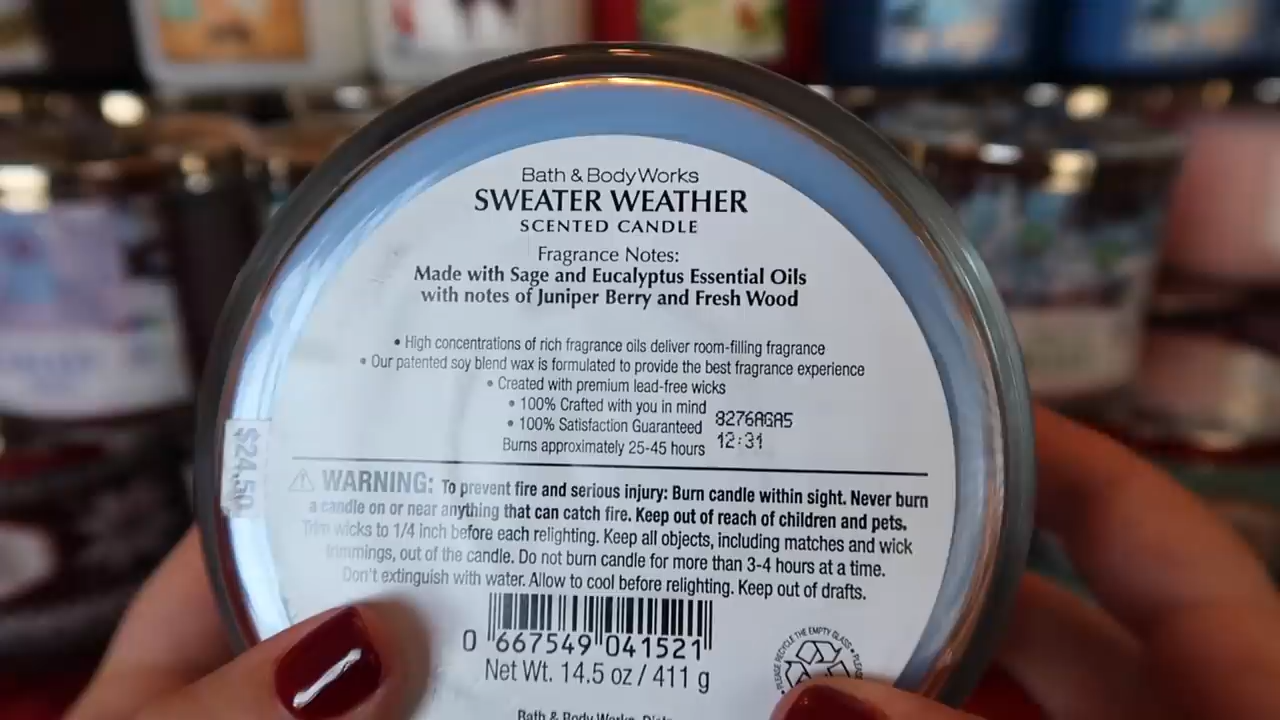 Bath & Body Works
SWEATER WEATHER
SCENTED CANDLE
Fragrance Notes:
Made with Sage and Eucalyptus Essential Oils
with notes of Juniper Berry and Fresh Wood
• High concentrations of rich fragrance oils deliver room-filling fragrance
• Our patented soy blend wax is formulated to provide the best fragrance experience
• Created with premium lead-free wicks
• 100% Crafted with you in mind
• 100% Satisfaction Guaranteed
8276AGA5
12:31
Burns approximately 25-45 hours
$24.50
WARNING: To prevent fire and serious injury: Burn candle within sight. Never burn
a candle on or near anything that can catch fire. Keep out of reach of children and pets.
Trim wicks to 1/4 inch before each relighting. Keep all objects, including matches and wick
trimmings, out of the candle. Do not burn candle for more than 3-4 hours at a time.
Don't extinguish with water. Allow to cool before relighting. Keep out of drafts.
0 667549 041521
Net Wt. 14.5 oz / 411 g
PLEASE RECYCLE THE EMPTY GLASS •
Bath & Body Works